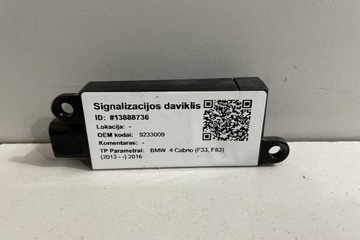 Signalizacijos daviklis
ID: #13888736
Lokacija: -
OEM kodai: 9233009
Komentaras: -
TP Parametrai: BMW 4 Cabrio (F33, F83)
(2013 - -) 2016